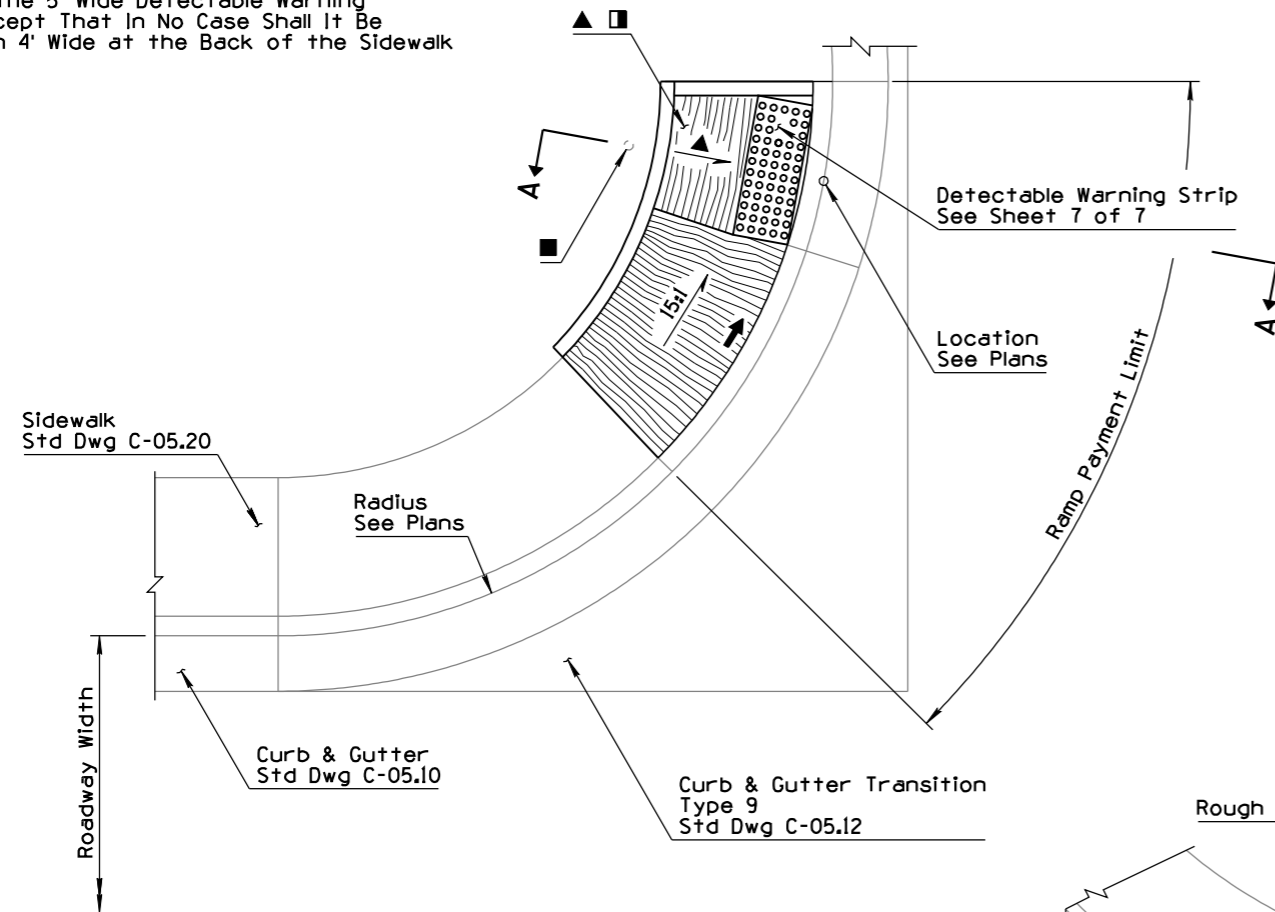 the 5' Wide Detectable Warning
cept That In No Case Shall It Be
n 4' Wide at the Back of the Sidewalk
A
Detectable Warning Strip
See Sheet 7 of 7
A
15:1
Location
See Plans
Ramp Payment Limit
Sidewalk
Std Dwg C-05.20
Radius
See Plans
Roadway Width
Curb & Gutter
Std Dwg C-05.10
Curb & Gutter Transition
Type 9
Std Dwg C-05.12
Rough